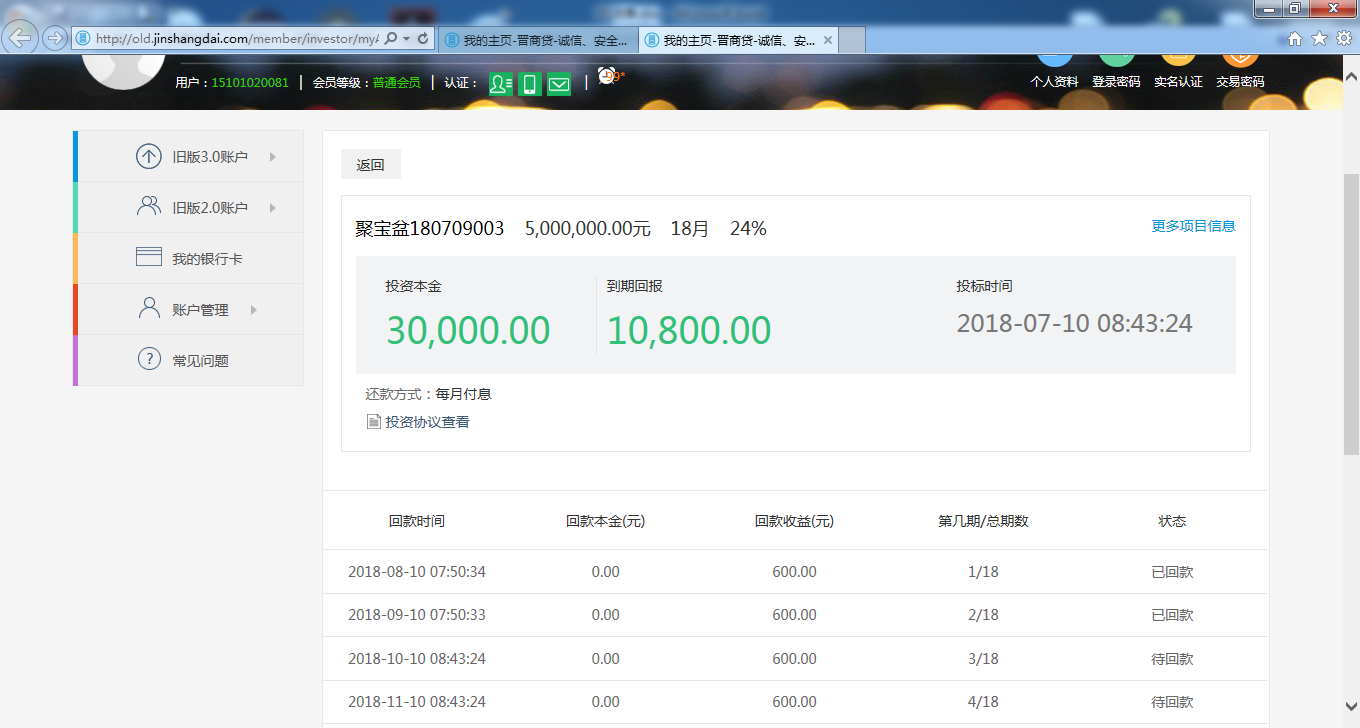 http://old.jinshangdai.com/member/investor/my
我的主页-晋商贷-诚信、安全...
我的主页-晋商贷-诚信、安...
用户：15101020081 | 会员等级：普通会员 | 认证：
个人资料 登录密码 实名认证 交易密码
旧版3.0账户
旧版2.0账户
我的银行卡
账户管理
常见问题
返回
聚宝盆180709003 5,000,000.00元 18月 24%
更多项目信息
投资本金 到期回报 投标时间
30,000.00 10,800.00 2018-07-10 08:43:24
还款方式：每月付息
投资协议查看
回款时间 回款本金(元) 回款收益(元) 第几期/总期数 状态
2018-08-10 07:50:34 0.00 600.00 1/18 已回款
2018-09-10 07:50:33 0.00 600.00 2/18 已回款
2018-10-10 08:43:24 0.00 600.00 3/18 待回款
2018-11-10 08:43:24 0.00 600.00 4/18 待回款